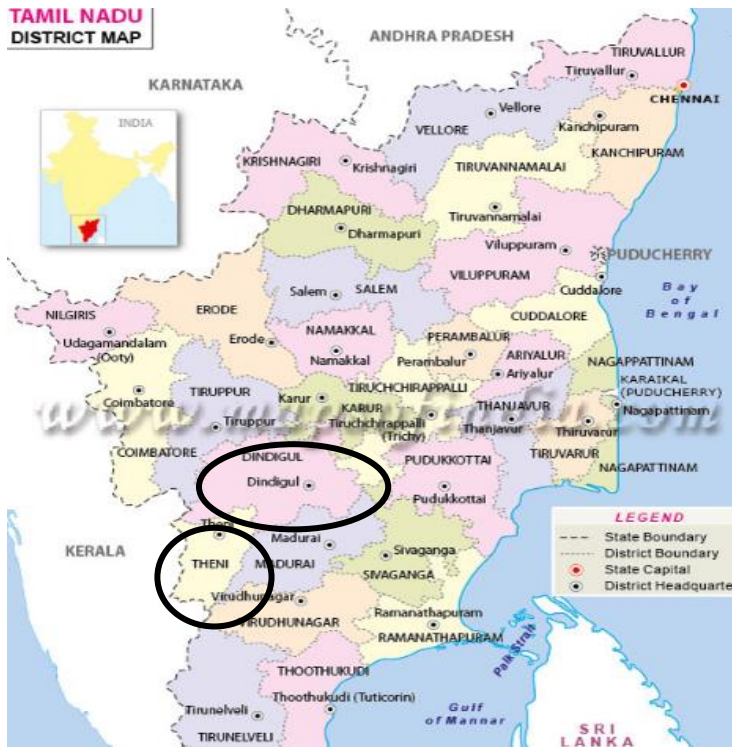 TAMIL NADU
DISTRICT MAP
ANDHRA PRADESH
TIRUVALLUR
Tiruvallur
KARNATAKA
CHENNAI
INDIA
Vellore
VELLORE
Kanchipuram
KANCHIPURAM
KRISHNAGIRI
Krishnagiri
TIRUVANNAMALAI
DHARMAPURI
Dharmapuri
Tiruvannamalai
Viluppuram
PUDUCHERRY
VILUPPURAM
Salem
SALEM
Cuddalore
Bay
of
Bengal
NILGIRIS
ERODE
CUDDALORE
Udagamandalam
(Ooty)
Erode
NAMAKKAL
Namakkal
PERAMBALUR
Perambalur
ARIYALUR
Ariyalur
NAGAPPATTINAM
KARAIKAL
(PUDUCHERRY)
Coimbatore
TIRUPPUR
Karur
KARUR
TIRUCHCHIRAPPALLI
THANJAVUR
Nagapattinam
Tiruppur
Tiruchchirappalli
(Trichy)
Thanjavur
Thiruvarur
COIMBATORE
DINDIGUL
PUDUKKOTTAI
TIRUVARUR
NAGAPATTINAM
Dindigul
Pudukkottai
LEGEND
State Boundary
District Boundary
State Capital
District Headquarte
Theni
KERALA
THENI
Madurai
MADURAI
Sivaganga
SIVAGANGA
Virudhunagar
VIRUDHUNAGAR
Ramanathapuram
RAMANATHAPURAM
Palk Strait
THOOTHUKUDI
Thoothukudi (Tuticorin)
Tirunelveli
TIRUNELVELI
Gulf
of Mannar
SRI
LANKA